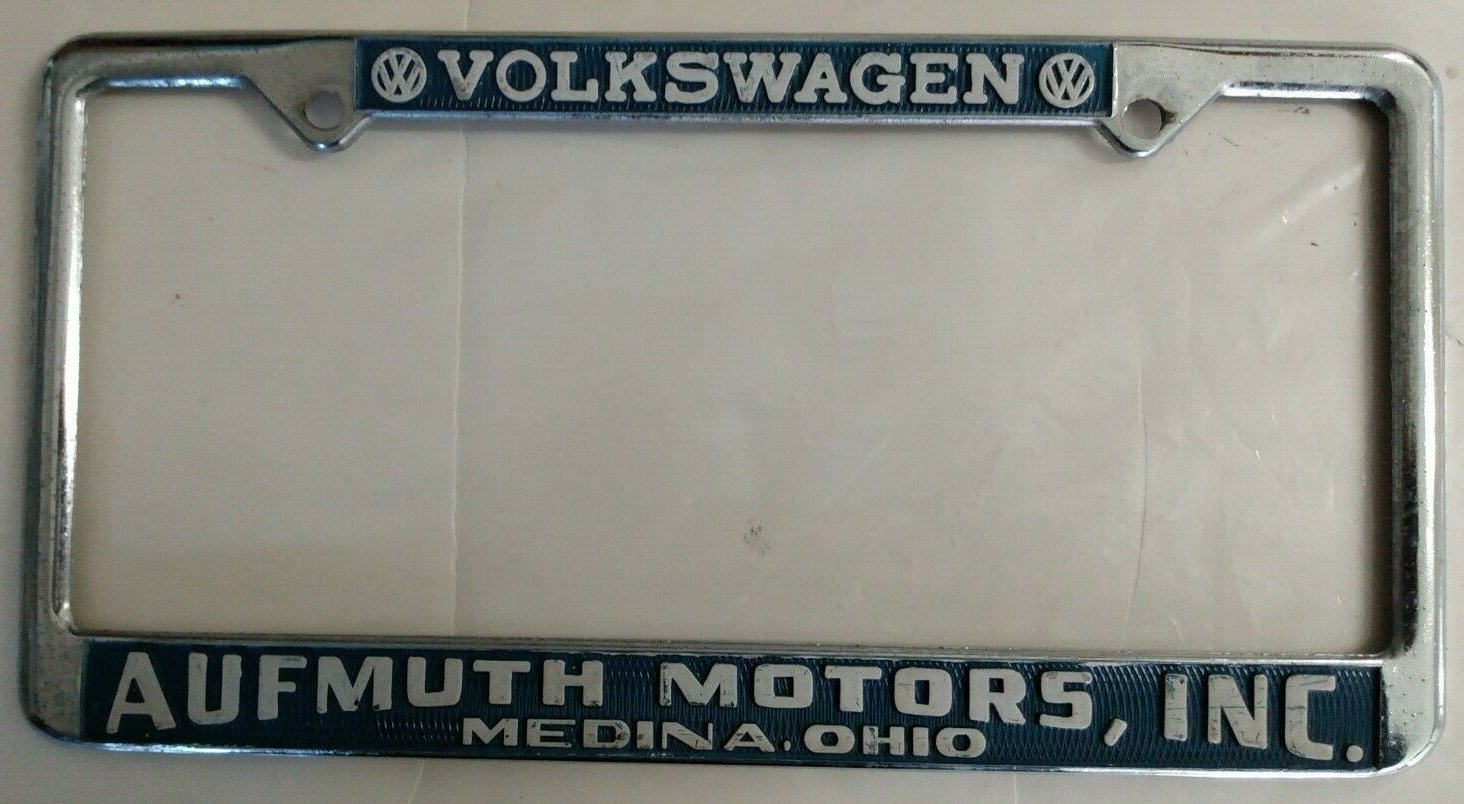 VOLKSWAGEN
AUFMUTH MOTORS, INC.
MEDINA. OHIO